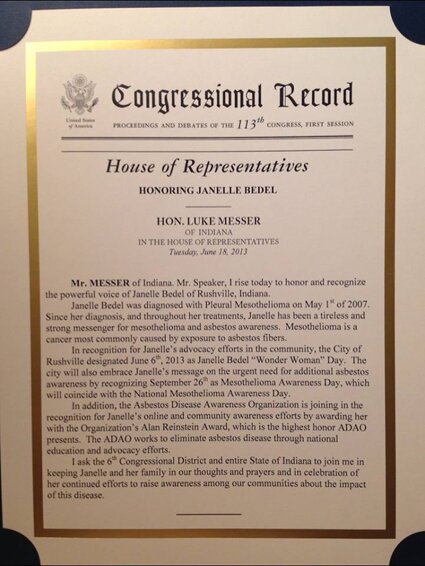 Congressional Record
United States
of America
PROCEEDINGS AND DEBATES OF THE 113th CONGRESS, FIRST SESSION
House of Representatives
HONORING JANELLE BEDEL
HON. LUKE MESSER
OF INDIANA
IN THE HOUSE OF REPRESENTATIVES
Tuesday, June 18, 2013
Mr. MESSER of Indiana. Mr. Speaker, I rise today to honor and recognize
the powerful voice of Janelle Bedel of Rushville, Indiana.
Janelle Bedel was diagnosed with Pleural Mesothelioma on May 1st of 2007.
Since her diagnosis, and throughout her treatments, Janelle has been a tireless and
strong messenger for mesothelioma and asbestos awareness. Mesothelioma is a
cancer most commonly caused by exposure to asbestos fibers.
In recognition for Janelle's advocacy efforts in the community, the City of
Rushville designated June 6th, 2013 as Janelle Bedel "Wonder Woman" Day. The
city will also embrace Janelle's message on the urgent need for additional asbestos
awareness by recognizing September 26th as Mesothelioma Awareness Day, which
will coincide with the National Mesothelioma Awareness Day.
In addition, the Asbestos Disease Awareness Organization is joining in the
recognition for Janelle's online and community awareness efforts by awarding her
with the Organization's Alan Reinstein Award, which is the highest honor ADAO
presents. The ADAO works to eliminate asbestos disease through national
education and advocacy efforts.
I ask the 6th Congressional District and entire State of Indiana to join me in
keeping Janelle and her family in our thoughts and prayers and in celebration of
her continued efforts to raise awareness among our communities about the impact
of this disease.